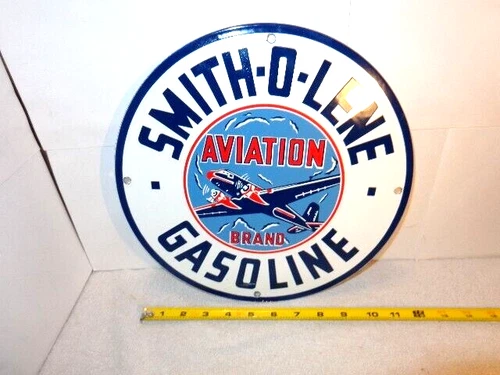 SMITH-O-LENE
AVIATION
BRAND
GASOLINE
1 2 3 4 5 6 7 8 9 10 11